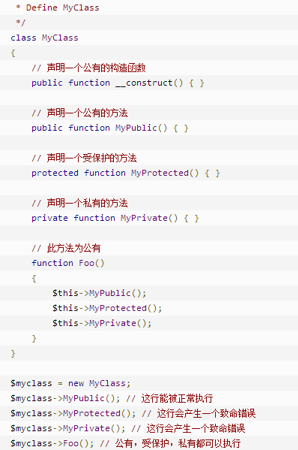 * Define MyClass
 */
class MyClass
{
    // 声明一个公有的构造函数
    public function __construct() { }

    // 声明一个公有的方法
    public function MyPublic() { }

    // 声明一个受保护的方法
    protected function MyProtected() { }

    // 声明一个私有的方法
    private function MyPrivate() { }

    // 此方法为公有
    function Foo()
    {
        $this->MyPublic();
        $this->MyProtected();
        $this->MyPrivate();
    }
}

$myclass = new MyClass;
$myclass->MyPublic(); // 这行能被正常执行
$myclass->MyProtected(); // 这行会产生一个致命错误
$myclass->MyPrivate(); // 这行会产生一个致命错误
$myclass->Foo(); // 公有，受保护，私有都可以执行